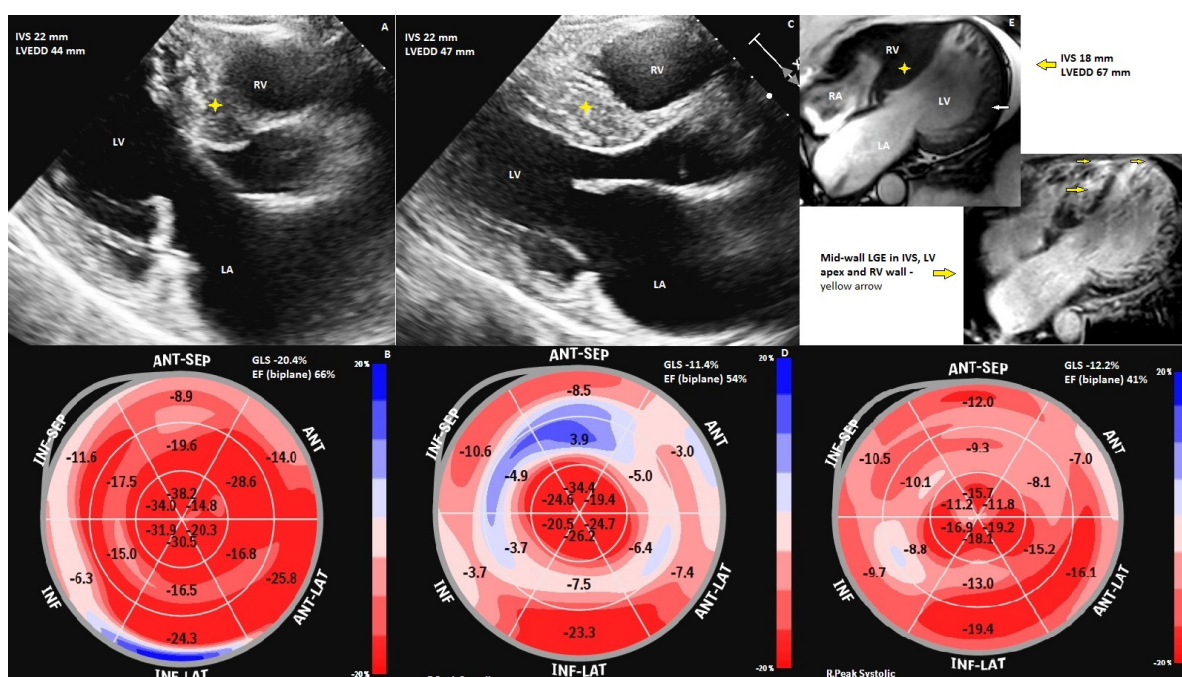 IVS 22 mm
LVEDD 44 mm
A
RV
LV
LA
IVS 22 mm
LVEDD 47 mm
C
RV
LV
LA
E
RV
RA
LV
LA
IVS 18 mm
LVEDD 67 mm
Mid-wall LGE in IVS, LV
apex and RV wall -
yellow arrow
B
ANT-SEP
GLS -20.4%
EF (biplane) 66%
20%
INF-SEP
ANT
-8.9
-11.6
-14.0
-19.6
-17.5
-28.6
-38.2
-34.0
-14.8
-31.9
-20.3
-30.5
-15.0
-16.8
-6.3
-25.8
-16.5
-24.3
INF
ANT-LAT
INF-LAT
-20%
D
ANT-SEP
GLS -11.4%
EF (biplane) 54%
20%
INF-SEP
ANT
-8.5
-10.6
-3.0
3.9
-4.9
-5.0
-34.4
-24.6
-19.4
-20.5
-24.7
-26.2
-3.7
-6.4
-3.7
-7.4
-7.5
-23.3
INF
ANT-LAT
INF-LAT
-20%
ANT-SEP
GLS -12.2%
EF (biplane) 41%
20%
INF-SEP
ANT
-12.0
-10.5
-7.0
-9.3
-10.1
-8.1
-15.7
-11.2
-11.8
-16.9
-19.2
-18.1
-8.8
-15.2
-9.7
-16.1
-13.0
-19.4
INF
ANT-LAT
INF-LAT
-20%
Peak Systolic